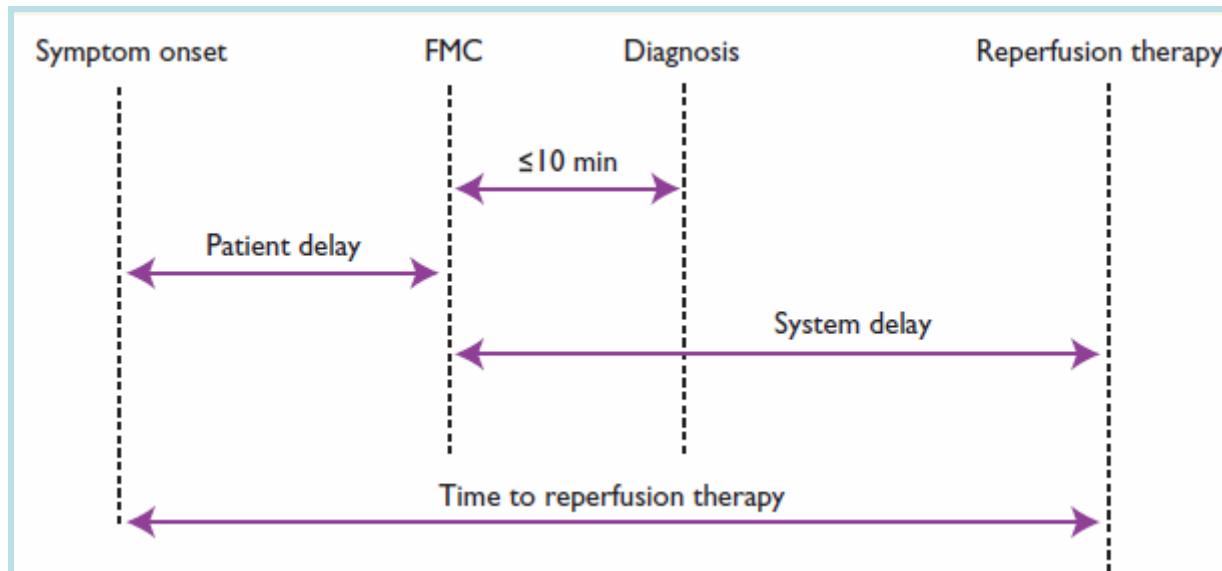 Symptom onset FMC Diagnosis Reperfusion therapy
≤10 min
Patient delay
System delay
Time to reperfusion therapy